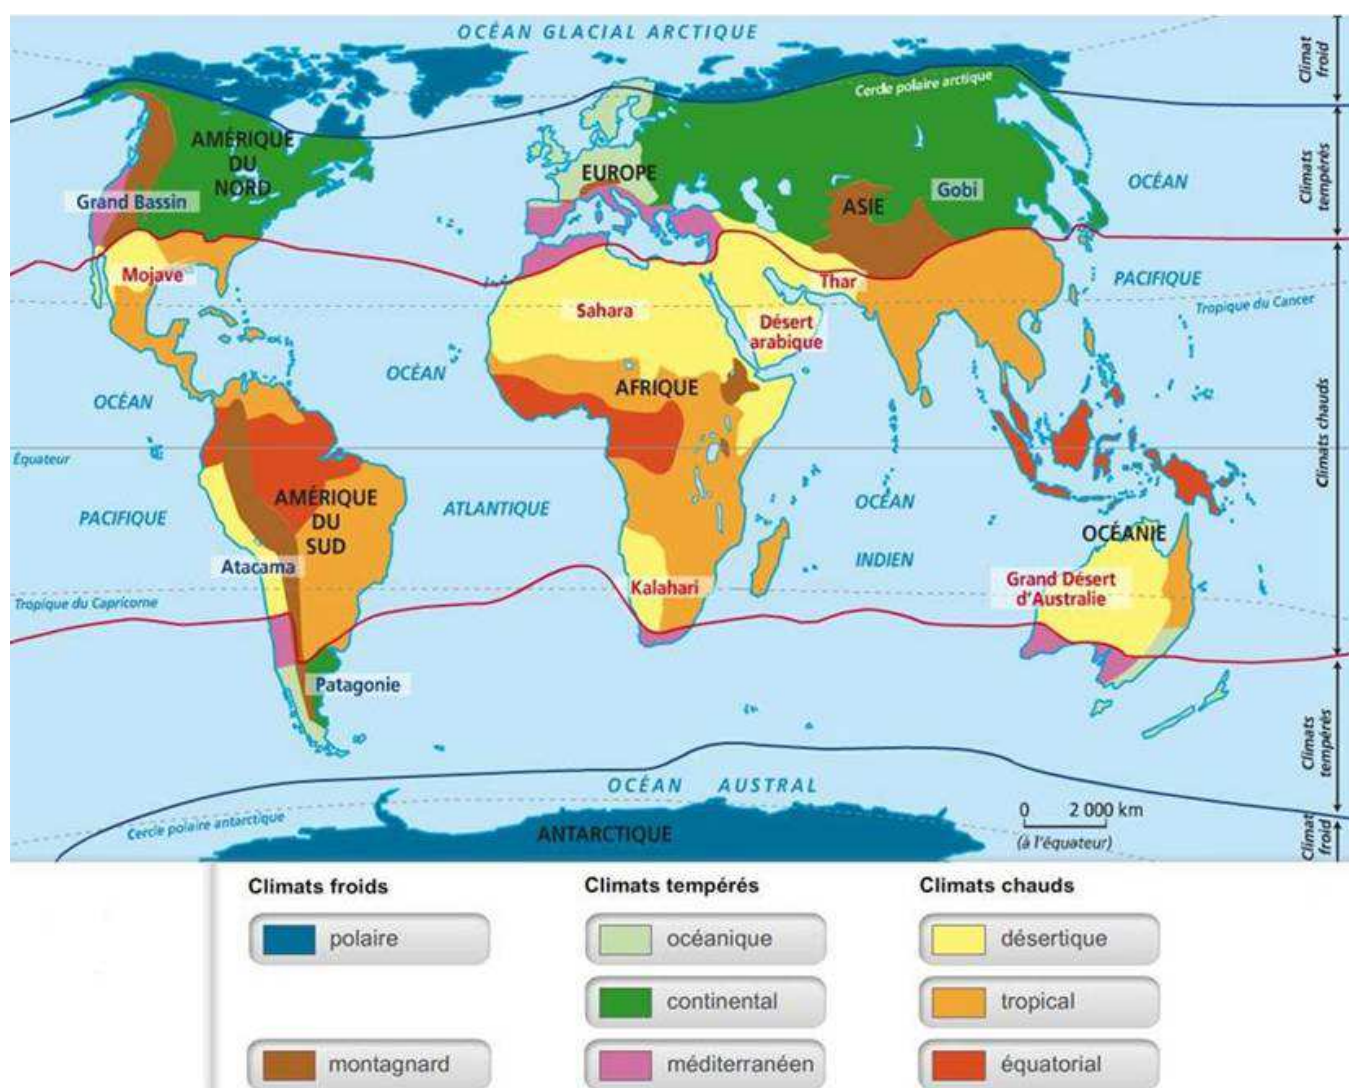 OCÉAN GLACIAL ARCTIQUE
Climat
froid
Cercle polaire arctique
AMÉRIQUE
DU
NORD
Grand Bassin
EUROPE
ASIE
Gobi
OCÉAN
Climats
tempérés
Mojave
Sahara
Désert
arabique
Thar
PACIFIQUE
Tropique du Cancer
OCÉAN
OCÉAN
AFRIQUE
Climats chauds
Équateur
PACIFIQUE
AMÉRIQUE
DU
SUD
ATLANTIQUE
OCÉAN
INDIEN
OCÉANIE
Atacama
Kalahari
Grand Désert
d'Australie
Tropique du Capricorne
Patagonie
Climats
tempérés
OCÉAN AUSTRAL
Cercle polaire antarctique
ANTARCTIQUE
0 2 000 km
(à l'équateur)
Climat
froid
Climats froids
polaire
montagnard
Climats tempérés
océanique
continental
méditerranéen
Climats chauds
désertique
tropical
équatorial